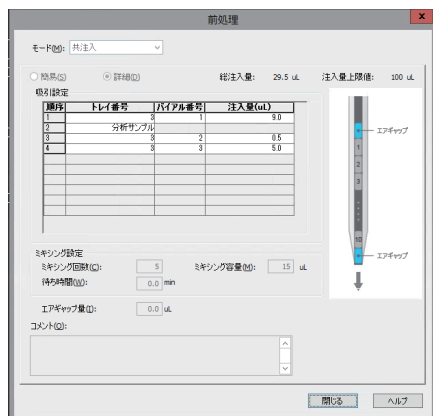 前処理
x
モード(M): 共注入
簡易(S) 詳細(D) 総注入量: 29.5 uL 注入量上限値: 100 uL
吸引設定
順序 トレイ番号 バイアル番号 注入量(uL)
1 3 1 9.0
2 分析サンプル
3 3 2 0.5
4 3 3 5.0
エアギャップ
1
2
3
10
エアギャップ
ミキシング設定
ミキシング回数(C): 5 ミキシング容量(M): 15 uL
待ち時間(W): 0.0 min
エアギャップ量(I): 0.0 uL
コメント(O):
閉じる ヘルプ